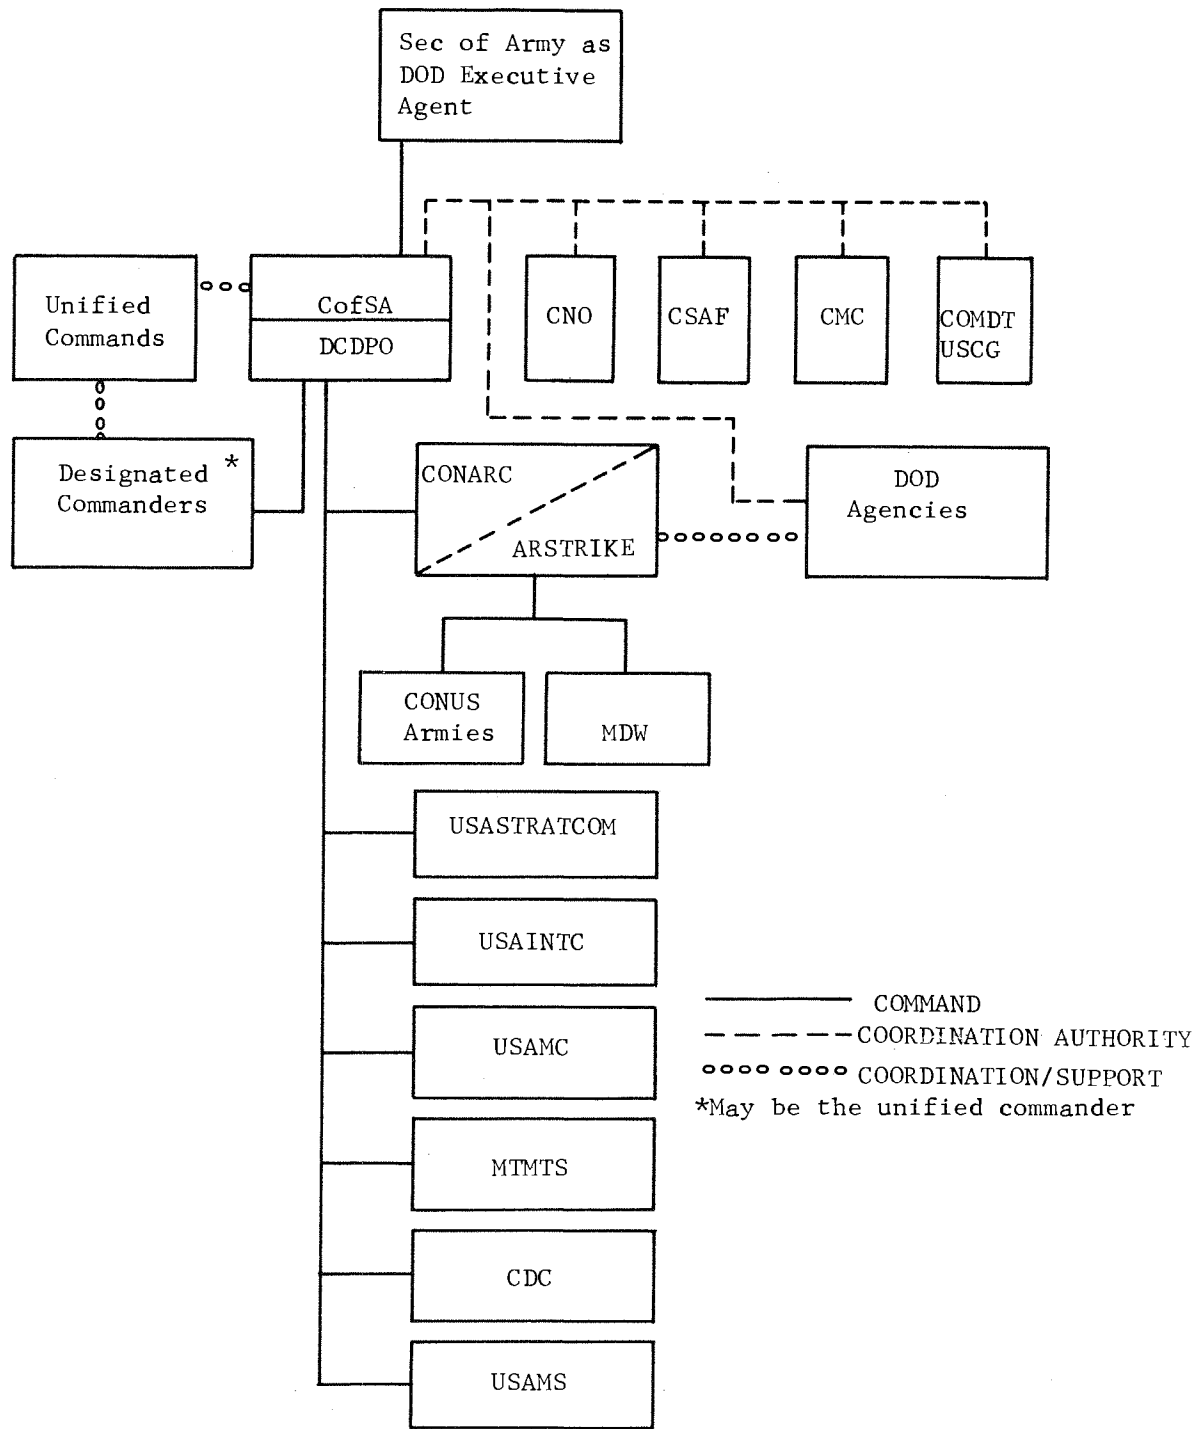 Sec of Army as
DOD Executive
Agent
Unified
Commands
CofSA
DCDPO
CNO
CSAF
CMC
COMDT
USCG
Designated *
Commanders
CONARC
ARSTRIKE
DOD
Agencies
CONUS
Armies
MDW
USASTRATCOM
USAINTC
USAMC
MTMTS
CDC
USAMS
COMMAND
COORDINATION AUTHORITY
COORDINATION/SUPPORT
*May be the unified commander